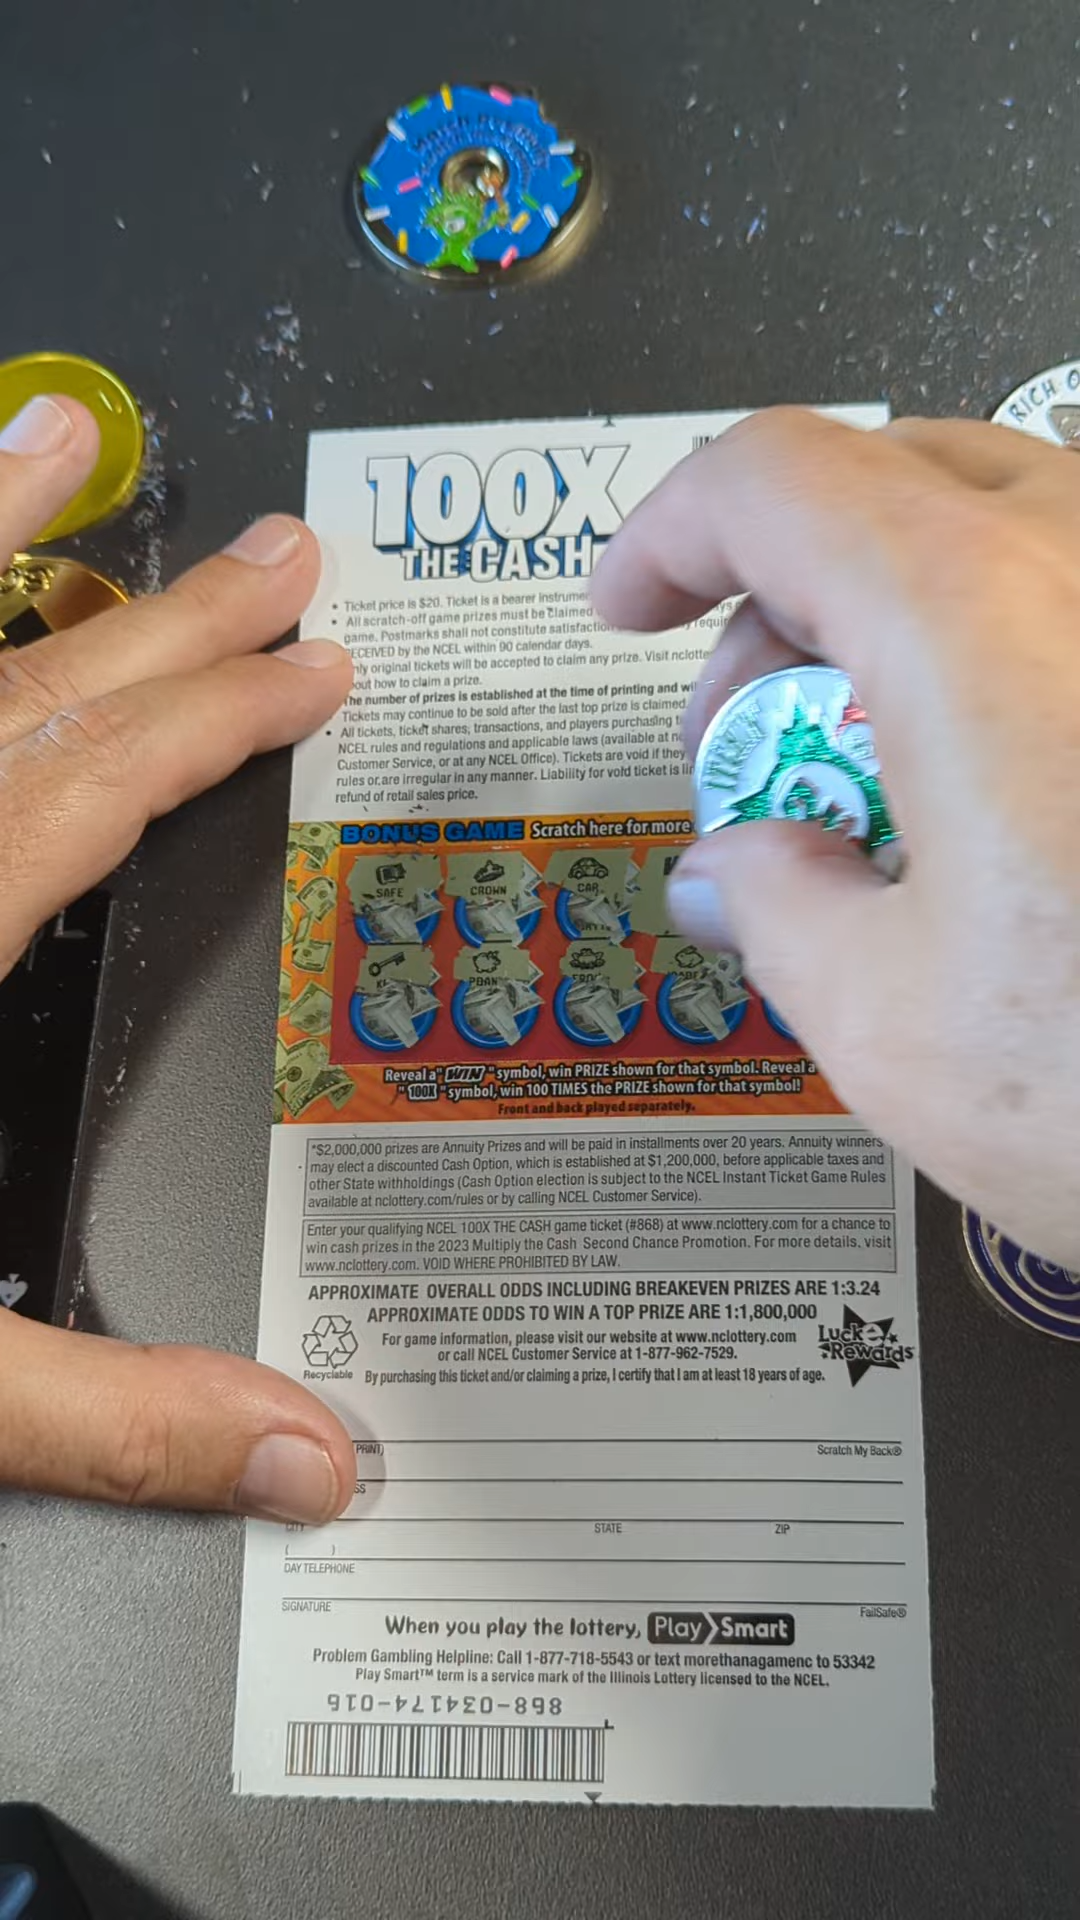 RICH O
100X
THE CASH
• Ticket price is $20. Ticket is a bearer
• All scratch-off game prizes must be claimed
game. Postmarks shall not constitute
RECEIVED by the NCEL within 90 calendar days.
only original tickets will be accepted to claim any prize. Visit
out how to claim a prize.
The number of prizes is established at the time of printing and
Tickets may continue to be sold after the last top prize is claimed.
• All tickets, ticket shares, transactions, and players purchasing
NCEL rules and regulations and applicable laws (available at
Customer Service, or at any NCEL Office). Tickets are void if they
rules or are irregular in any manner. Liability for void ticket is
refund of retail sales price.
BONUS GAME Scratch here for more
SAFE CROWN CAR W
PBAN
Reveal a "WIN" symbol, win PRIZE shown for that symbol. Reveal a
"100X" symbol, win 100 TIMES the PRIZE shown for that symbol!
Front and back played separately.
*$2,000,000 prizes are Annuity Prizes and will be paid in installments over 20 years. Annuity winners
may elect a discounted Cash Option, which is established at $1,200,000, before applicable taxes and
other State withholdings (Cash Option election is subject to the NCEL Instant Ticket Game Rules
available at nclottery.com/rules or by calling NCEL Customer Service).
Enter your qualifying NCEL 100X THE CASH game ticket (#868) at www.nclottery.com for a chance to
win cash prizes in the 2023 Multiply the Cash Second Chance Promotion. For more details, visit
www.nclottery.com. VOID WHERE PROHIBITED BY LAW.
APPROXIMATE OVERALL ODDS INCLUDING BREAKEVEN PRIZES ARE 1:3.24
APPROXIMATE ODDS TO WIN A TOP PRIZE ARE 1:1,800,000
For game information, please visit our website at www.nclottery.com
or call NCEL Customer Service at 1-877-962-7529.
Luck-e Rewards
Recyclable By purchasing this ticket and/or claiming a prize, I certify that I am at least 18 years of age.
(PRINT) Scratch My Back®
SS
CITY STATE ZIP
( )
DAY TELEPHONE
SIGNATURE FailSafe®
When you play the lottery, Play Smart
Problem Gambling Helpline: Call 1-877-718-5543 or text morethanagamenc to 53342
Play Smart™ term is a service mark of the Illinois Lottery licensed to the NCEL.
868-034174-016